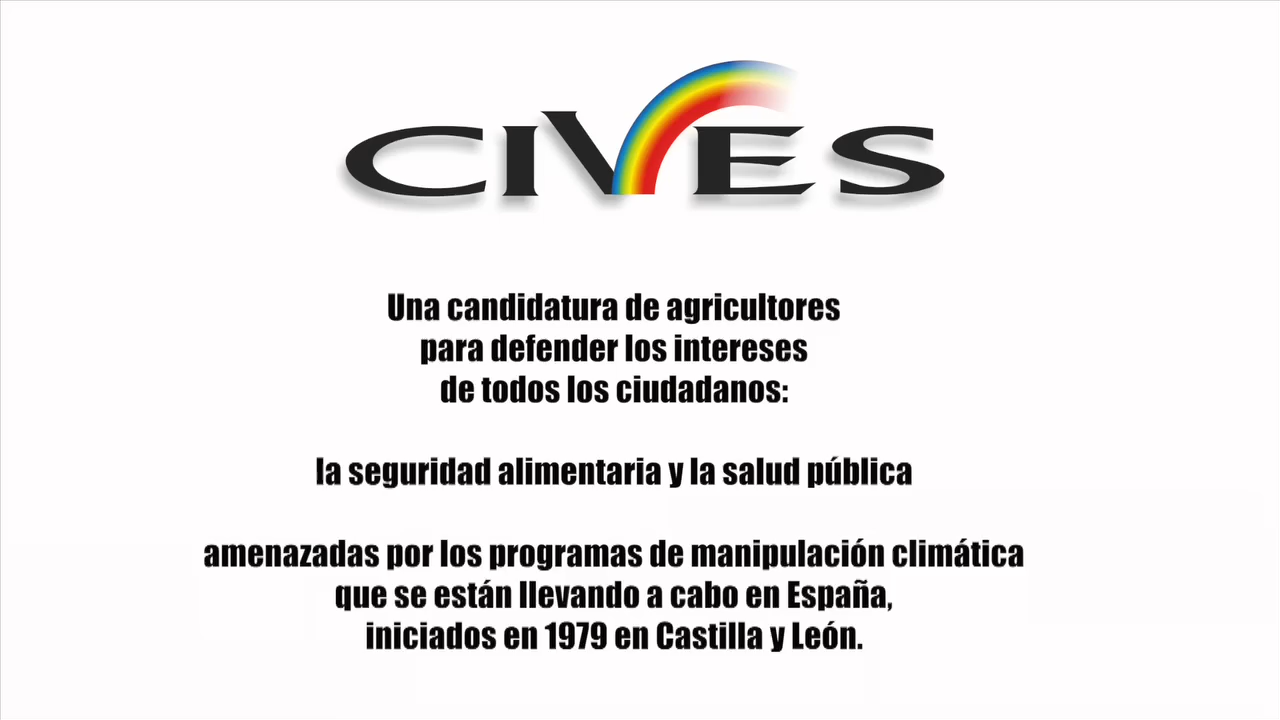 CIVES
Una candidatura de agricultores
para defender los intereses
de todos los ciudadanos:
la seguridad alimentaria y la salud pública
amenazadas por los programas de manipulación climática
que se están llevando a cabo en España,
iniciados en 1979 en Castilla y León.